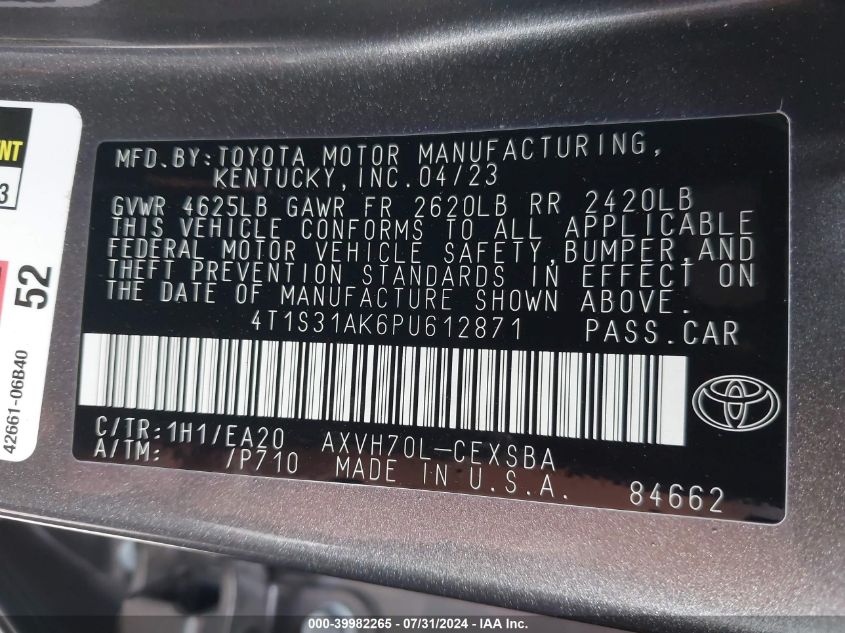 NT
3
52
42661-06B40
MFD.BY:TOYOTA MOTOR MANUFACTURING,
KENTUCKY,INC.04/23
GVWR 4625LB GAWR FR 2620LB RR 2420LB
THIS VEHICLE CONFORMS TO ALL APPLICABLE
FEDERAL MOTOR VEHICLE SAFETY,BUMPER,AND
THEFT PREVENTION STANDARDS IN EFFECT ON
THE DATE OF MANUFACTURE SHOWN ABOVE.
4T1S31AK6PU612871 PASS.CAR
C/TR:1H1/EA20 AXVH70L-CEXSBA
A/TM: /P710 MADE IN U.S.A.
84662
000-39982265 / 07/31/2024 - Copyright: IAA, Inc.